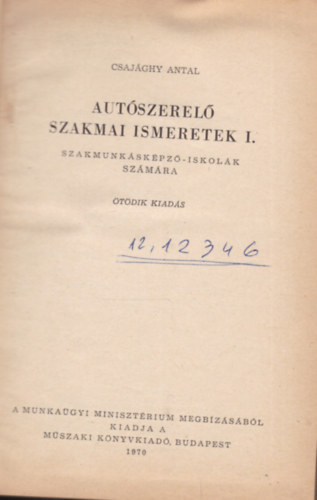 CSAJÁGHY ANTAL
AUTÓSZERELŐ
SZAKMAI ISMERETEK I.
SZAKMUNKÁSKÉPZŐ-ISKOLÁK
SZÁMÁRA
ÖTÖDIK KIADÁS
12,12346
A MUNKAÜGYI MINISZTÉRIUM MEGBÍZÁSÁBÓL
KIADJA A
MŰSZAKI KÖNYVKIADÓ, BUDAPEST
1970